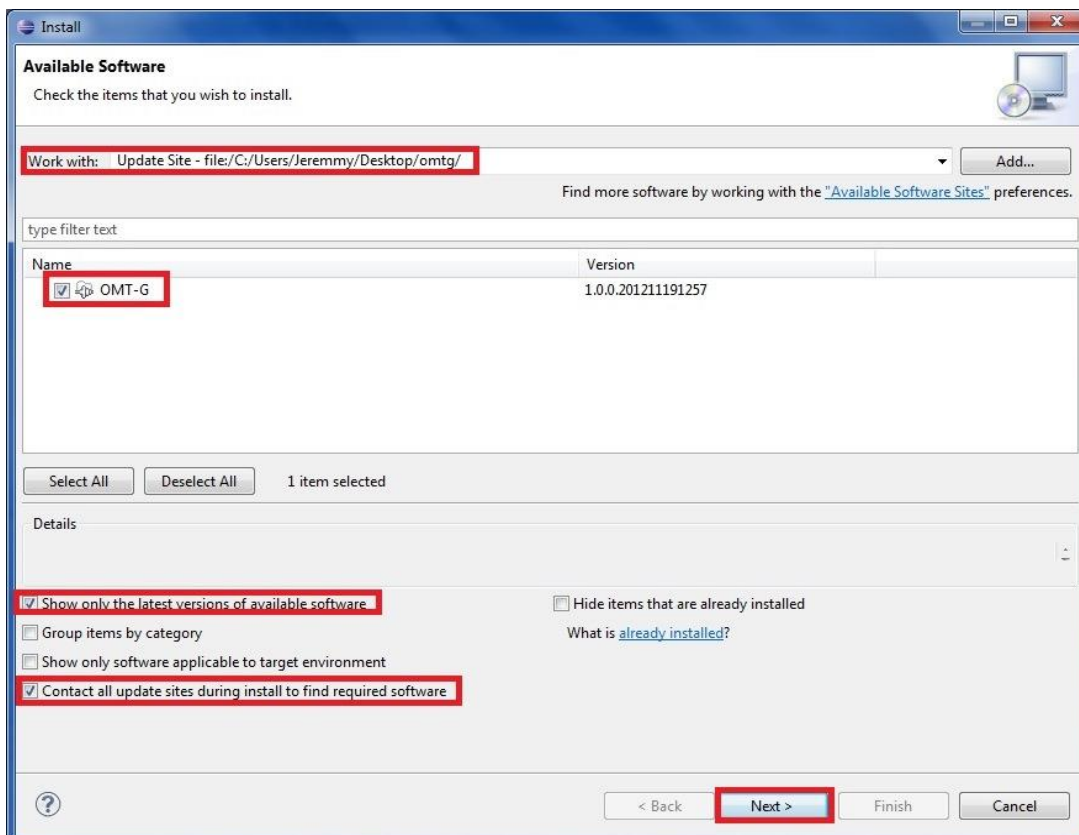 Install
Available Software
Check the items that you wish to install.
Work with: Update Site - file:/C:/Users/Jeremmy/Desktop/omtg/ Add...
Find more software by working with the "Available Software Sites" preferences.
type filter text
Name Version
OMT-G 1.0.0.201211191257
Select All Deselect All 1 item selected
Details
Show only the latest versions of available software Hide items that are already installed
Group items by category What is already installed?
Show only software applicable to target environment
Contact all update sites during install to find required software
? < Back Next > Finish Cancel